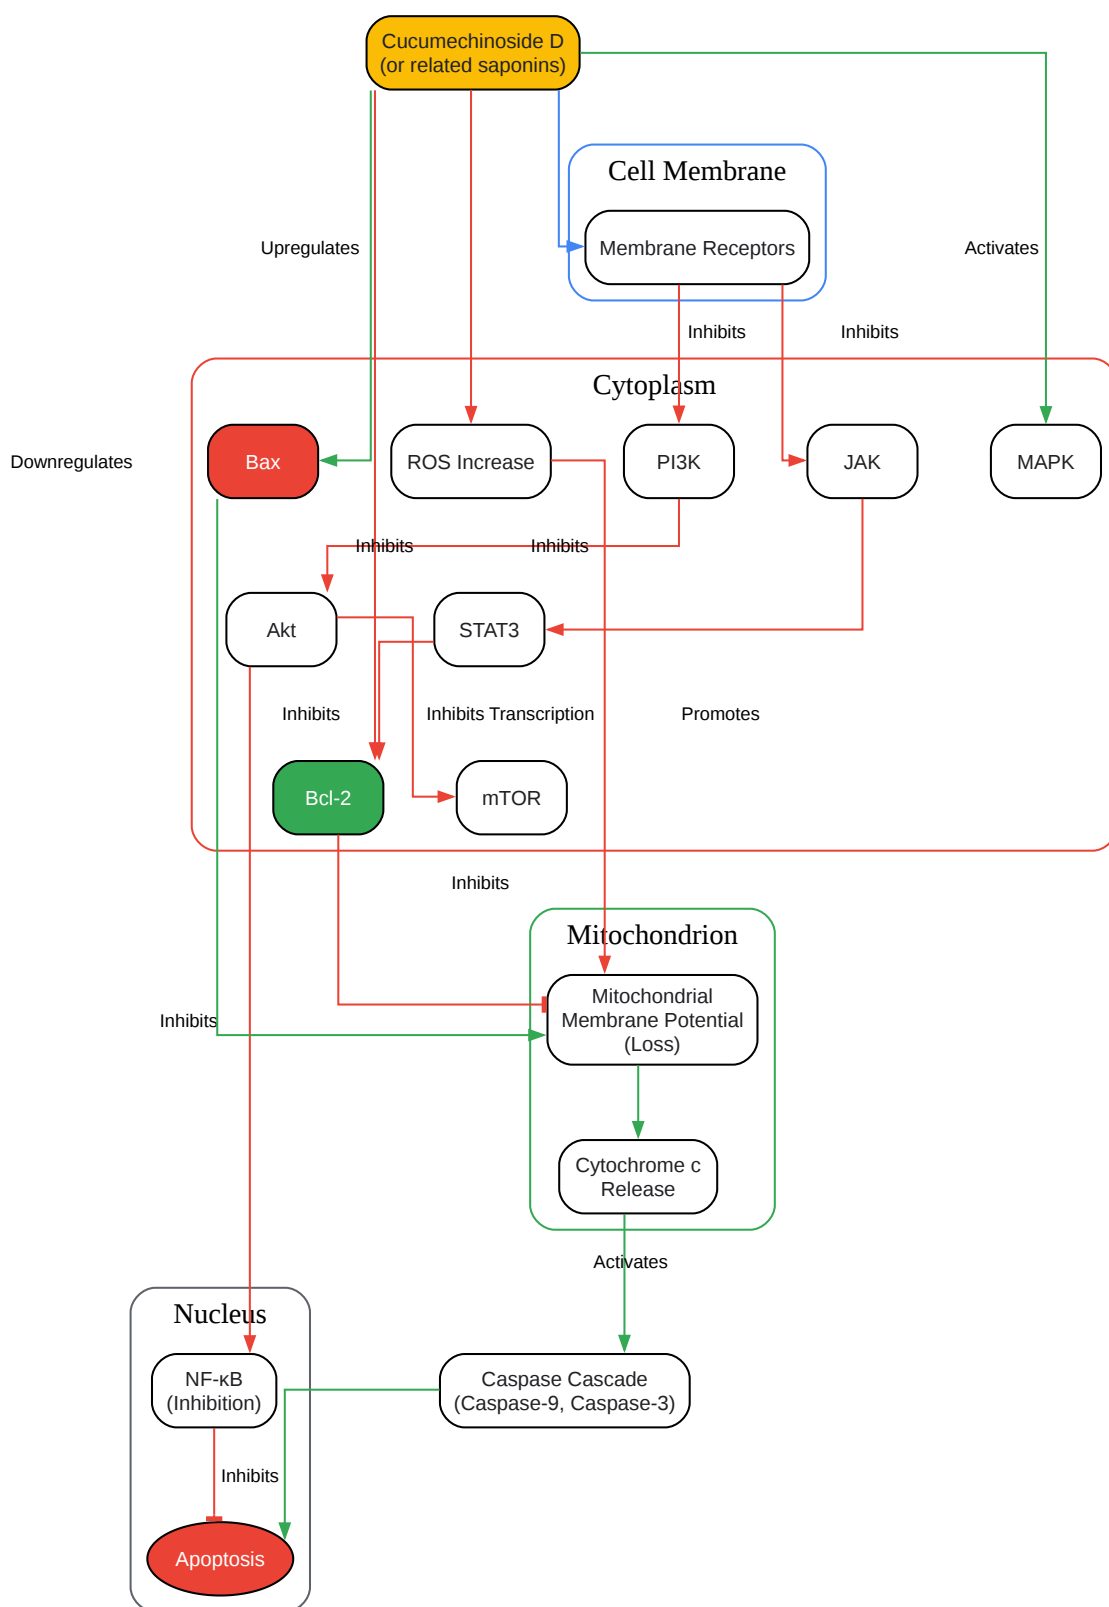 Cucumechinoside D
(or related saponins)
Cell Membrane
Upregulates
Membrane Receptors
Activates
Inhibits
Inhibits
Cytoplasm
Downregulates
Bax
ROS Increase
PI3K
JAK
MAPK
Inhibits
Inhibits
Akt
STAT3
Inhibits
Inhibits Transcription
Promotes
Bcl-2
mTOR
Inhibits
Mitochondrion
Mitochondrial
Membrane Potential
(Loss)
Inhibits
Cytochrome c
Release
Activates
Nucleus
NF-κB
(Inhibition)
Caspase Cascade
(Caspase-9, Caspase-3)
Inhibits
Apoptosis